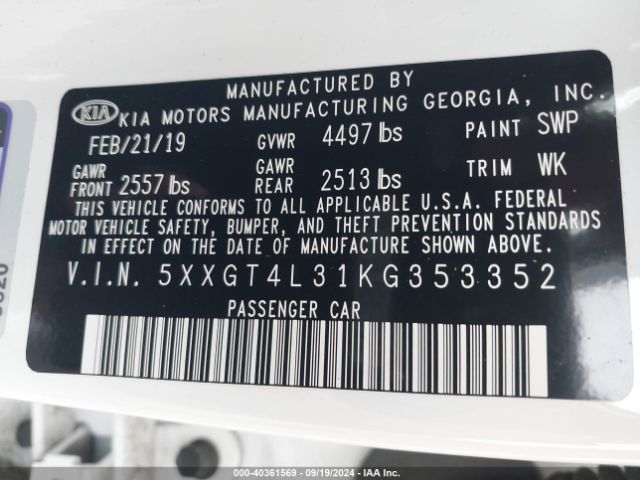 MANUFACTURED BY
KIA KIA MOTORS MANUFACTURING GEORGIA, INC.
FEB/21/19 GVWR 4497 lbs PAINT SWP
GAWR FRONT 2557 lbs GAWR REAR 2513 lbs TRIM WK
THIS VEHICLE CONFORMS TO ALL APPLICABLE U.S.A. FEDERAL
MOTOR VEHICLE SAFETY, BUMPER, AND THEFT PREVENTION STANDARDS
IN EFFECT ON THE DATE OF MANUFACTURE SHOWN ABOVE.
V.I.N. 5XXGT4L31KG353352
PASSENGER CAR
000-40361569 - 09/19/2024 - IAA Inc.